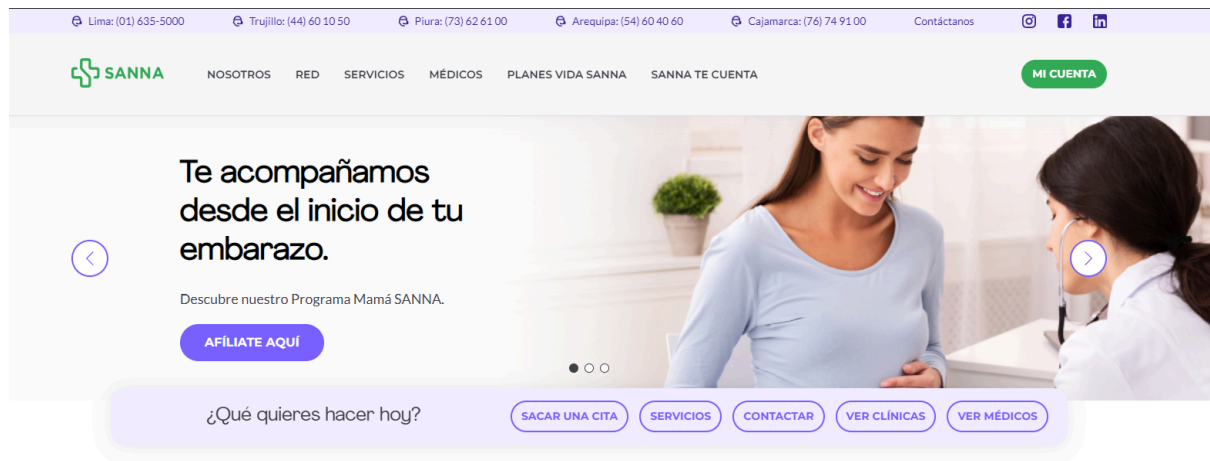 Lima: (01) 635-5000 Trujillo: (44) 60 10 50 Piura: (73) 62 61 00 Arequipa: (54) 60 40 60 Cajamarca: (76) 74 91 00 Contáctanos
SANNA NOSOTROS RED SERVICIOS MÉDICOS PLANES VIDA SANNA SANNA TE CUENTA MI CUENTA
Te acompañamos
desde el inicio de tu
embarazo.
Descubre nuestro Programa Mamá SANNA.
AFÍLIATE AQUÍ
¿Qué quieres hacer hoy? SACAR UNA CITA SERVICIOS CONTACTAR VER CLÍNICAS VER MÉDICOS